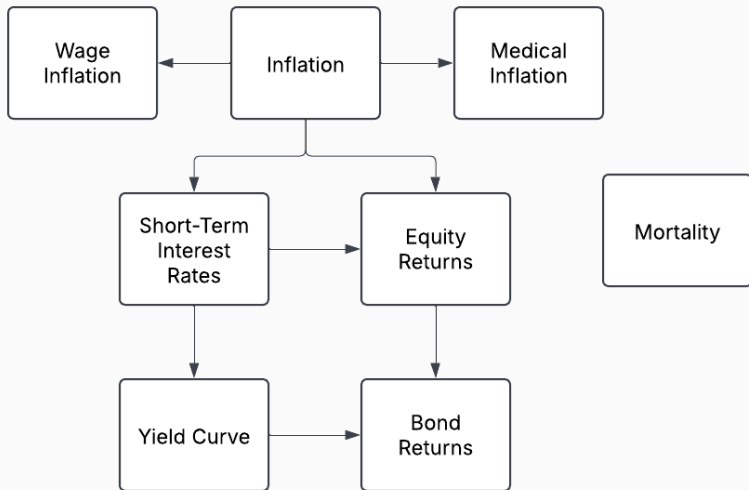 Wage
Inflation
Inflation
Medical
Inflation
Short-Term
Interest
Rates
Equity
Returns
Mortality
Yield Curve
Bond
Returns